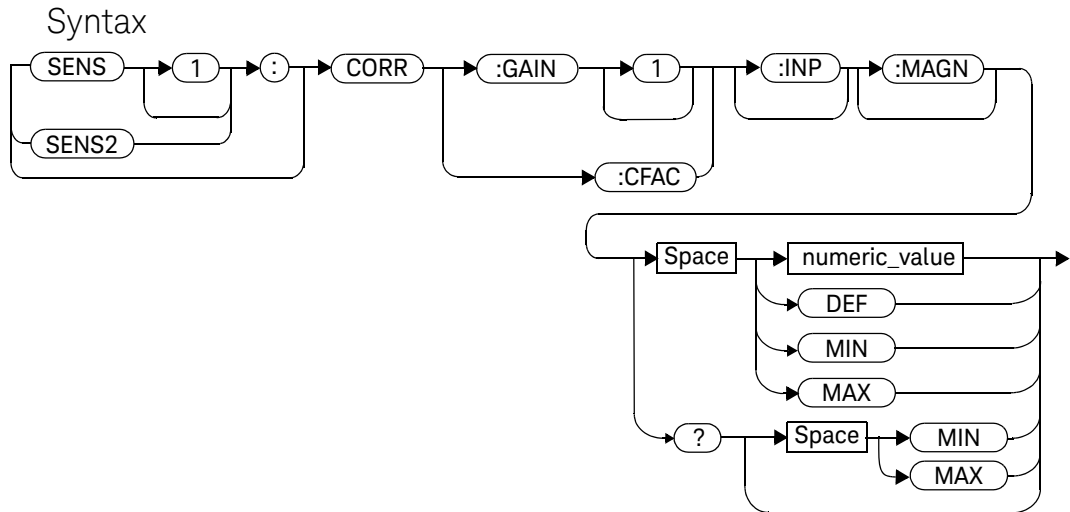 Syntax
SENS 1 : CORR :GAIN 1 :INP :MAGN
SENS2
:CFAC
Space numeric_value
DEF
MIN
MAX
? Space MIN
MAX